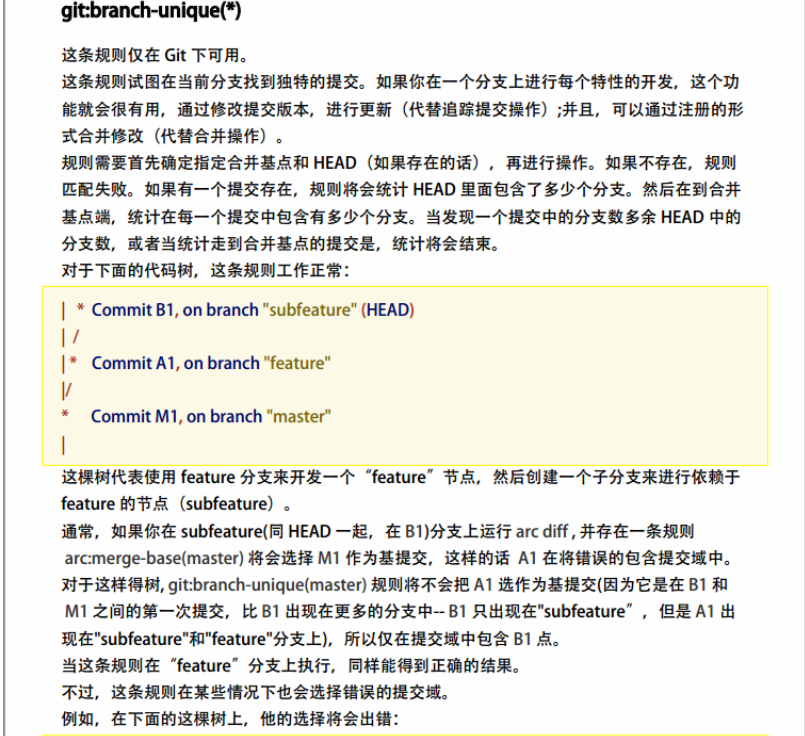 git:branch-unique(*)
这条规则仅在 Git 下可用。
这条规则试图在当前分支找到独特的提交。如果你在一个分支上进行每个特性的开发，这个功
能就会很有用，通过修改提交版本，进行更新（代替追踪提交操作）;并且，可以通过注册的形
式合并修改（代替合并操作）。
规则需要首先确定指定合并基点和 HEAD（如果存在的话），再进行操作。如果不存在，规则
匹配失败。如果有一个提交存在，规则将会统计 HEAD 里面包含了多少个分支。然后在到合并
基点端，统计在每一个提交中包含有多少个分支。当发现一个提交中的分支数多余 HEAD 中的
分支数，或者当统计走到合并基点的提交是，统计将会结束。
对于下面的代码树，这条规则工作正常：
| * Commit B1, on branch "subfeature" (HEAD)
| /
| * Commit A1, on branch "feature"
|/
* Commit M1, on branch "master"
|
这棵树代表使用 feature 分支来开发一个“feature”节点，然后创建一个子分支来进行依赖于
feature 的节点（subfeature）。
通常，如果你在 subfeature(同 HEAD 一起，在 B1)分支上运行 arc diff , 并存在一条规则
arc:merge-base(master) 将会选择 M1 作为基提交，这样的话 A1 在将错误的包含提交域中。
对于这样得树, git:branch-unique(master) 规则将不会把 A1 选作为基提交(因为它是在 B1 和
M1 之间的第一次提交，比 B1 出现在更多的分支中-- B1 只出现在"subfeature”，但是 A1 出
现在"subfeature"和"feature"分支上)，所以仅在提交域中包含 B1 点。
当这条规则在“feature”分支上执行，同样能得到正确的结果。
不过，这条规则在某些情况下也会选择错误的提交域。
例如，在下面的这棵树上，他的选择将会出错：